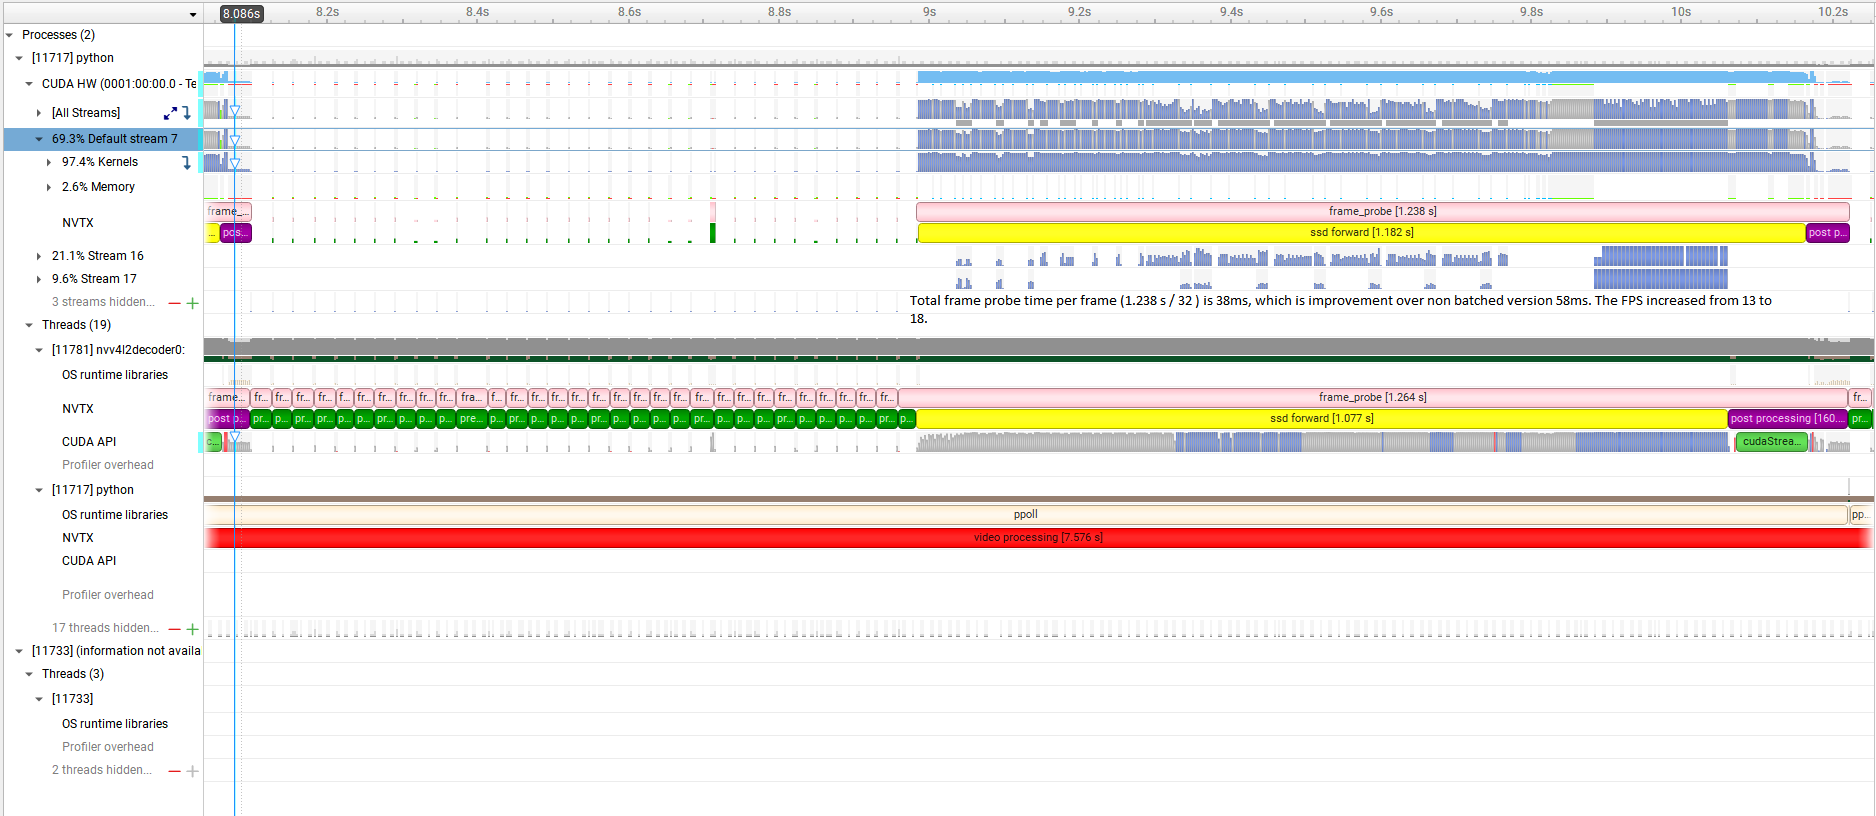 8.086s
8.2s 8.4s 8.6s 8.8s 9s 9.2s 9.4s 9.6s 9.8s 10s 10.2s
Processes (2)
[11717] python
CUDA HW (0001:00:00.0 - Te
[All Streams]
69.3% Default stream 7
97.4% Kernels
2.6% Memory
frame_... frame_probe [1.238 s]
NVTX
... pos... ssd forward [1.182 s] post p...
21.1% Stream 16
9.6% Stream 17
3 streams hidden... — +
Total frame probe time per frame (1.238 s / 32 ) is 38ms, which is improvement over non batched version 58ms. The FPS increased from 13 to
18.
Threads (19)
[11781] nvv4l2decoder0:
OS runtime libraries
frame... fr... fr... fr... fr... f... fr... fr... fr... fr... fr... fra... fr... fr... f... fr... fr... fr... fr... fr... fr... fr... fr... fr... fr... fr... fr... fr... fr... fr... fr... frame_probe [1.264 s] fr...
NVTX
post p... pr... p... pr... p... p... p... pr... p... p... p... pre... p... pr... p... p... p... pr... p... pr... p... p... pr... p... p... p... p... p... p... p... pr... p... ssd forward [1.077 s] post processing [160.... pr...
CUDA API
c... cudaStrea...
Profiler overhead
[11717] python
OS runtime libraries
ppoll pp...
NVTX
video processing [7.576 s]
CUDA API
Profiler overhead
17 threads hidden... — +
[11733] (information not availa
Threads (3)
[11733]
OS runtime libraries
Profiler overhead
2 threads hidden... — +